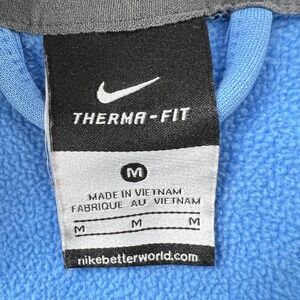 THERMA-FIT
M
MADE IN VIETNAM
FABRIQUE AU VIETNAM
M M M
nikebetterworld.com